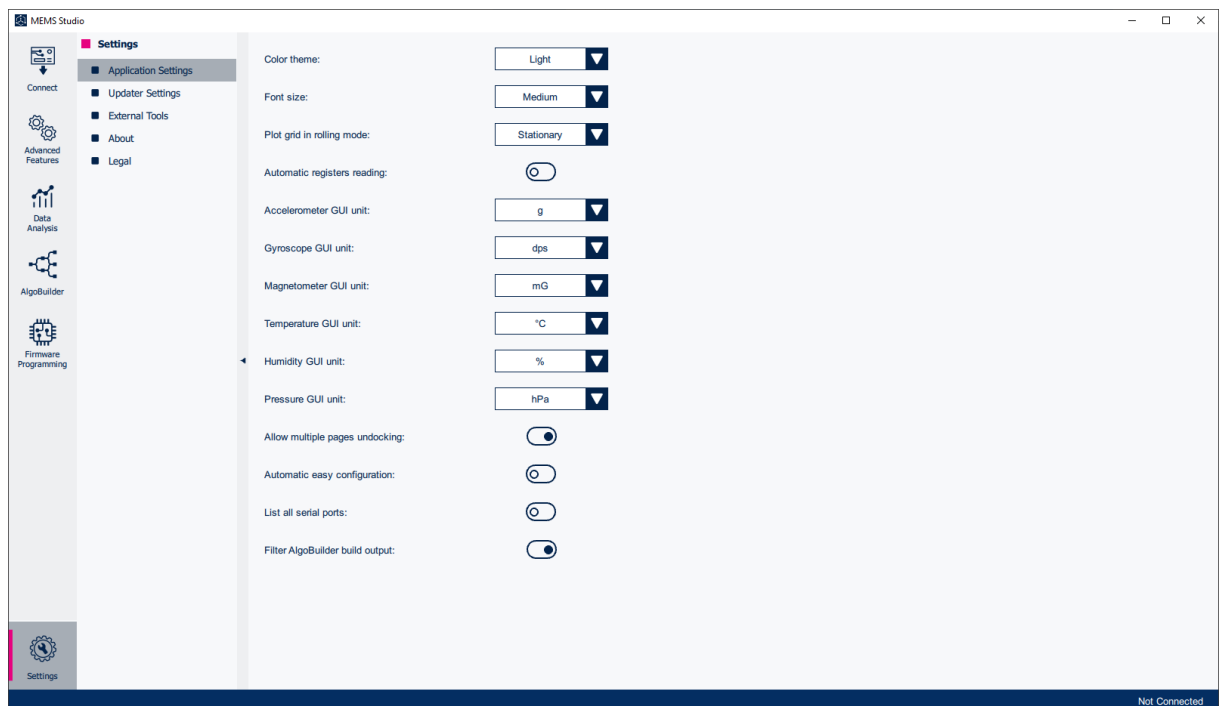 MEMS Studio
Connect
Advanced
Features
Data
Analysis
AlgoBuilder
Firmware
Programming
Settings
Settings
Application Settings
Updater Settings
External Tools
About
Legal
Color theme: Light
Font size: Medium
Plot grid in rolling mode: Stationary
Automatic registers reading:
Accelerometer GUI unit: g
Gyroscope GUI unit: dps
Magnetometer GUI unit: mG
Temperature GUI unit: °C
Humidity GUI unit: %
Pressure GUI unit: hPa
Allow multiple pages undocking:
Automatic easy configuration:
List all serial ports:
Filter AlgoBuilder build output:
Not Connected